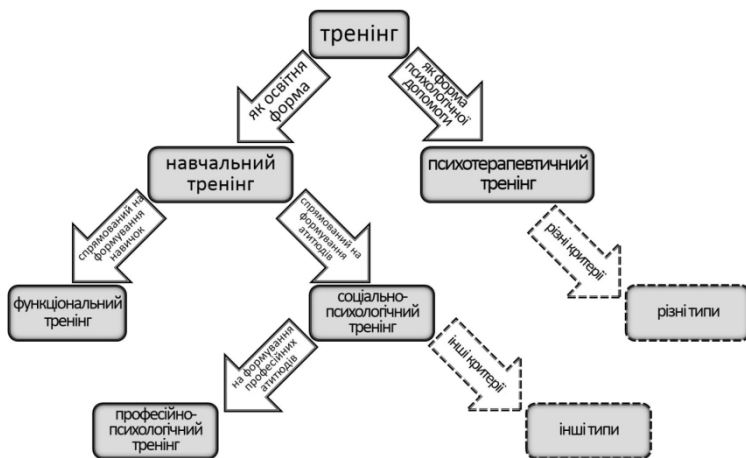 тренінг
як освітня
форма
як форма
психологічної
допомоги
навчальний
тренінг
психотерапевтичний
тренінг
спрямований на
формування
навичок
спрямований на
формування
атитюдів
різні критерії
функціональний
тренінг
соціально-
психологічний
тренінг
різні типи
на формування
професійних
атитюдів
інші критерії
професійно-
психологічний
тренінг
інші типи